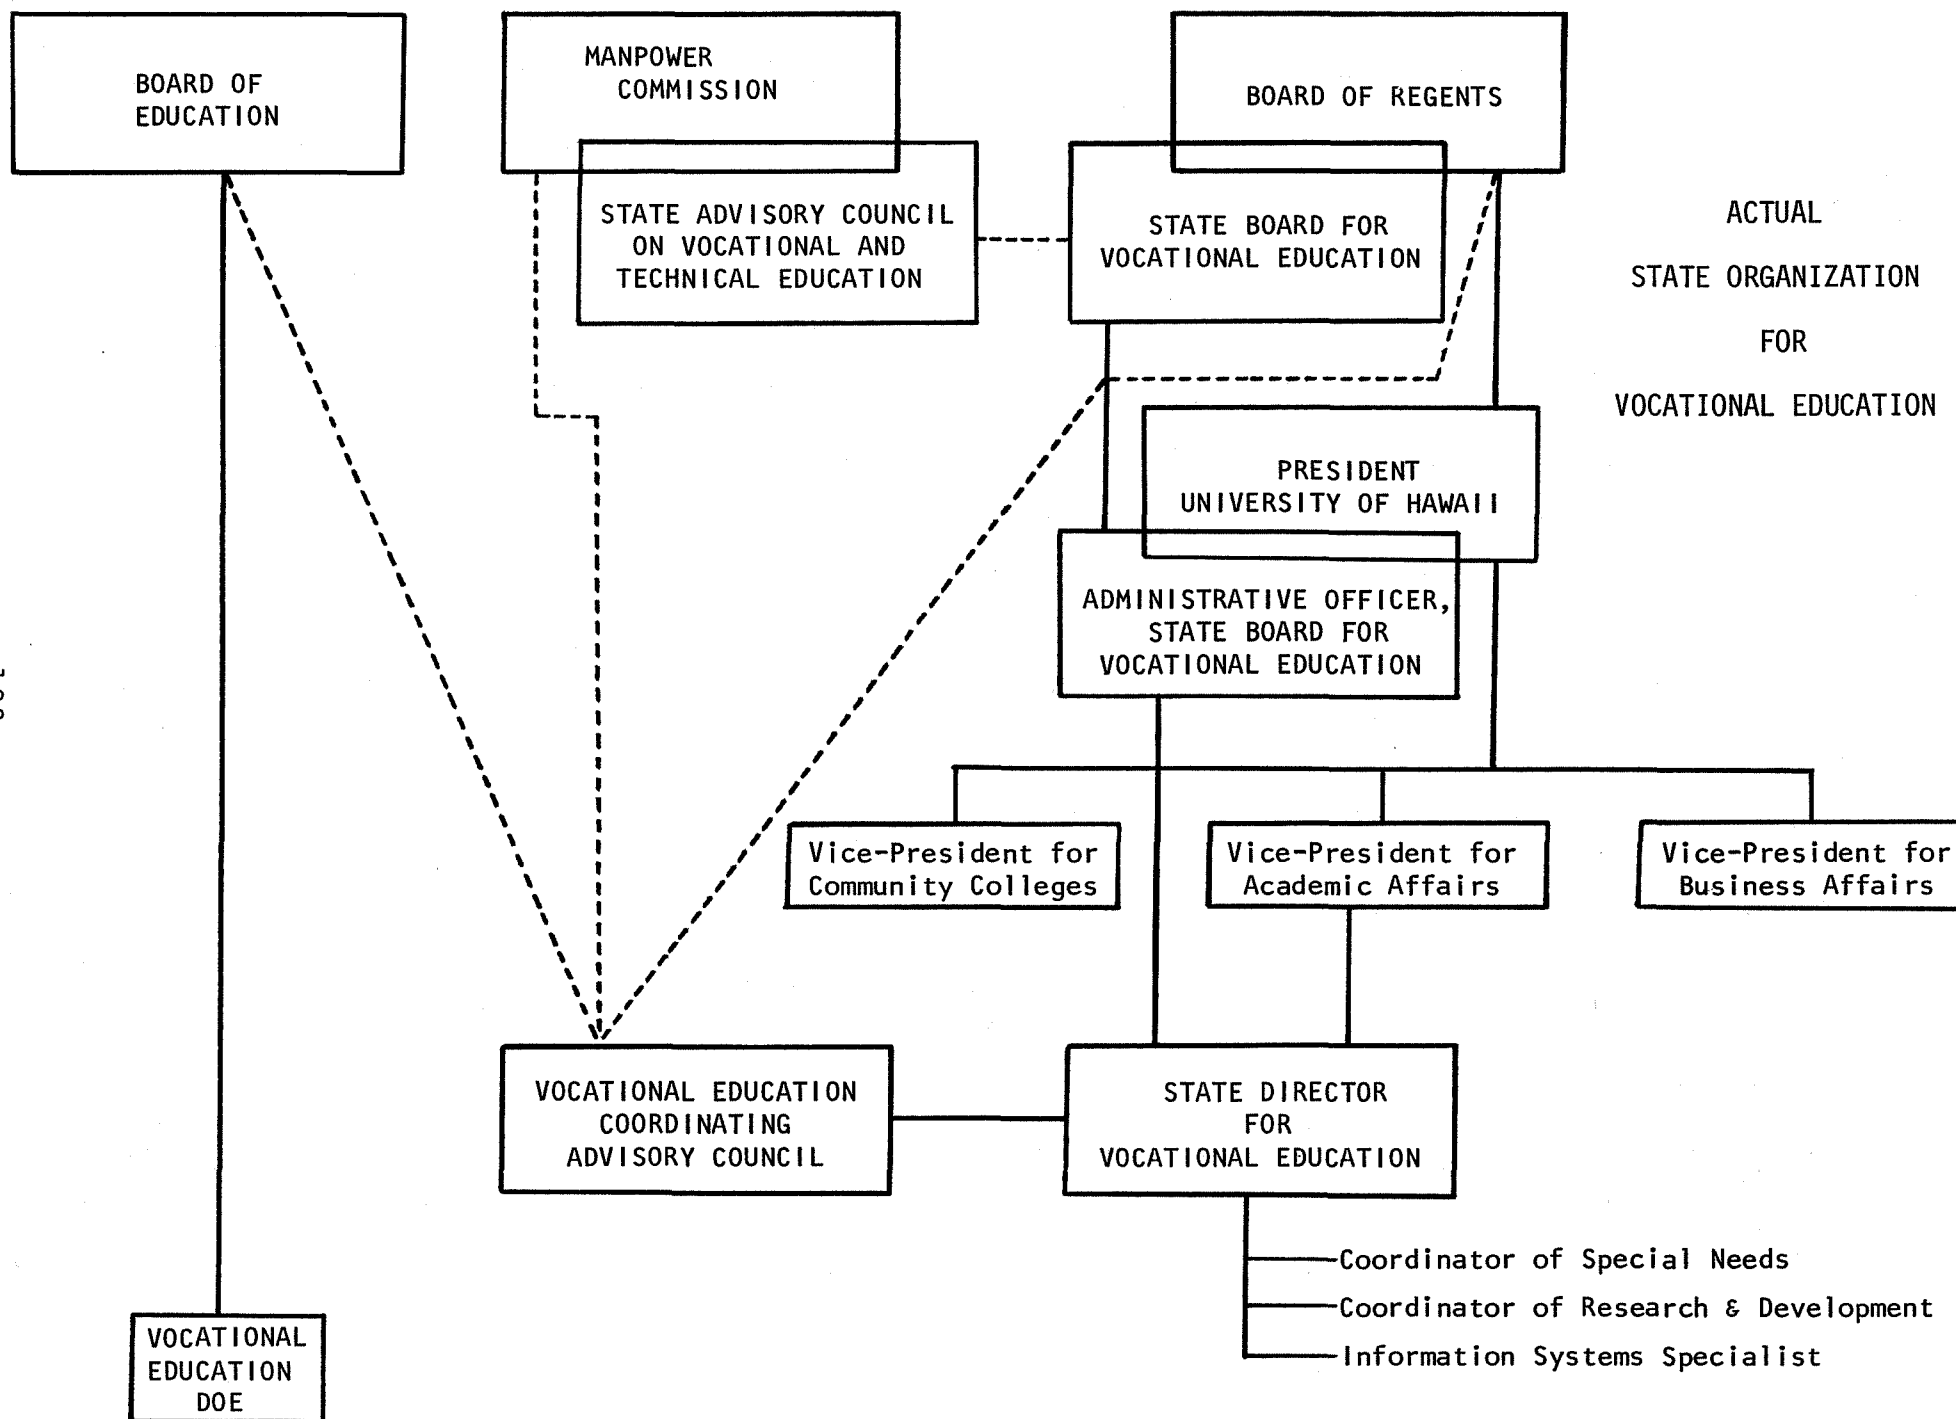 BOARD OF
EDUCATION
MANPOWER
COMMISSION
BOARD OF REGENTS
STATE ADVISORY COUNCIL
ON VOCATIONAL AND
TECHNICAL EDUCATION
STATE BOARD FOR
VOCATIONAL EDUCATION
ACTUAL
STATE ORGANIZATION
FOR
VOCATIONAL EDUCATION
PRESIDENT
UNIVERSITY OF HAWAII
ADMINISTRATIVE OFFICER,
STATE BOARD FOR
VOCATIONAL EDUCATION
Vice-President for
Community Colleges
Vice-President for
Academic Affairs
Vice-President for
Business Affairs
VOCATIONAL EDUCATION
COORDINATING
ADVISORY COUNCIL
STATE DIRECTOR
FOR
VOCATIONAL EDUCATION
Coordinator of Special Needs
Coordinator of Research & Development
Information Systems Specialist
VOCATIONAL
EDUCATION
DOE